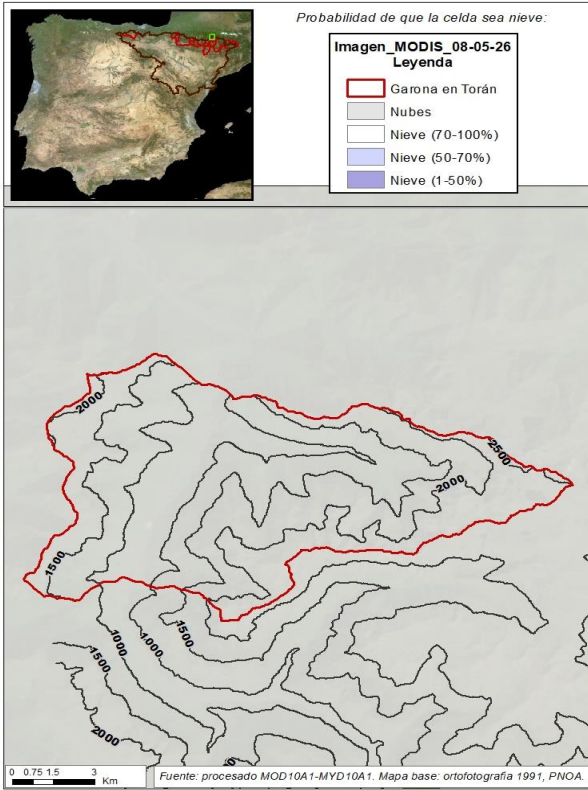 Probabilidad de que la celda sea nieve:
Imagen_MODIS_08-05-26
Leyenda
Garona en Torán
Nubes
Nieve (70-100%)
Nieve (50-70%)
Nieve (1-50%)
2000
2500
2000
1500
1000
1000
1500
1500
2000
0 0.75 1.5 3
Km
Fuente: procesado MOD10A1-MYD10A1. Mapa base: ortofotografia 1991, PNOA.